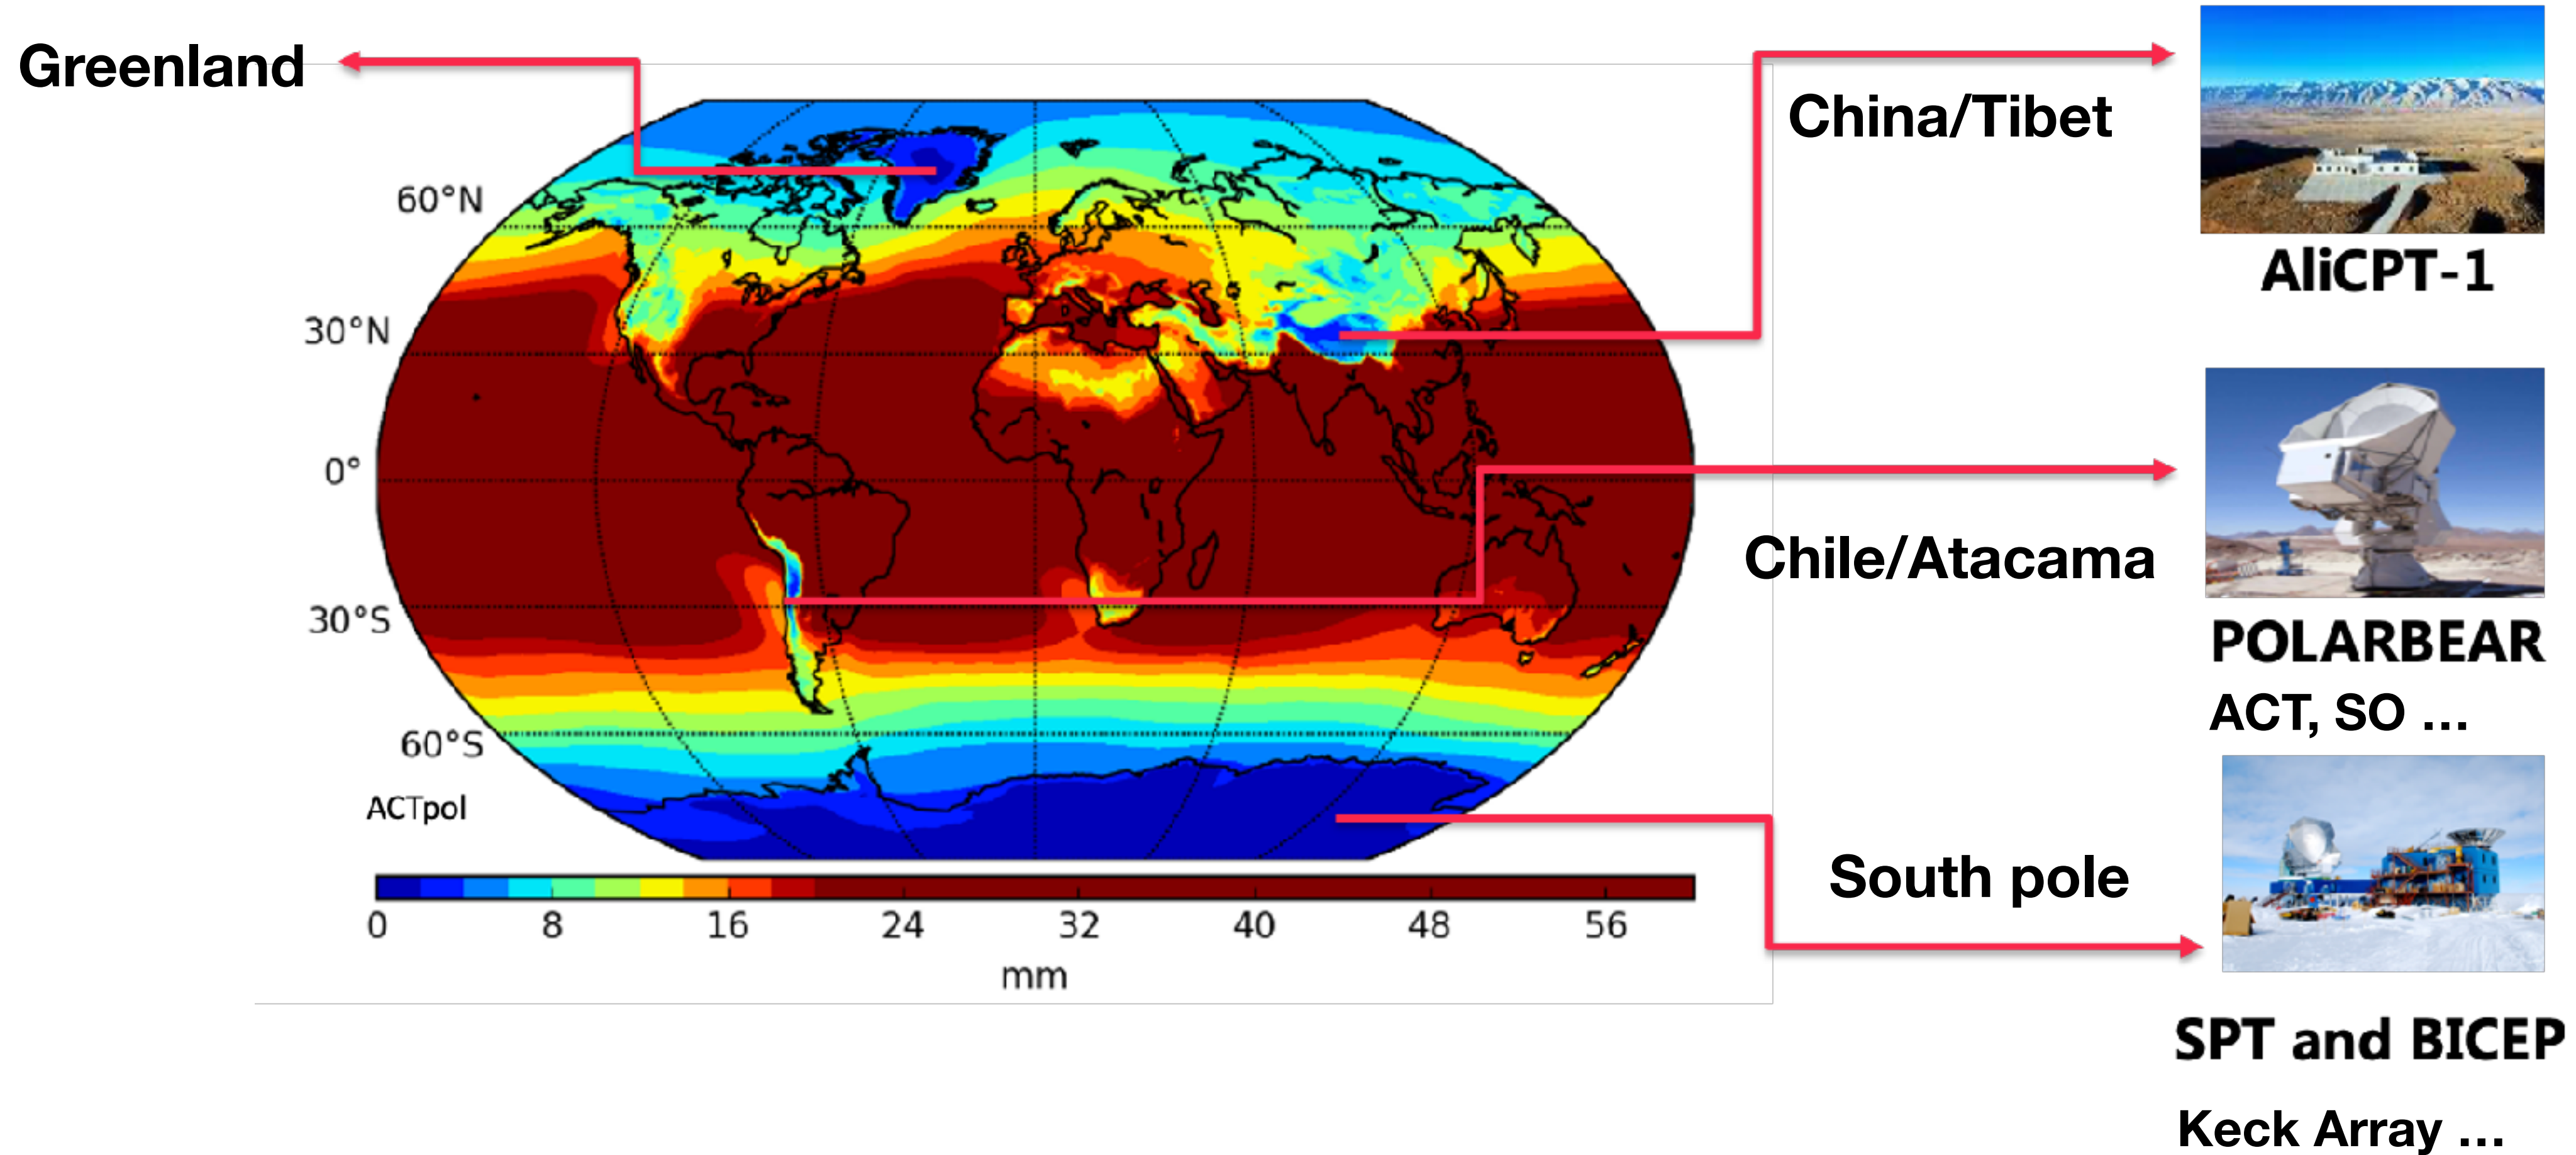 Greenland
China/Tibet
AliCPT-1
60°N
30°N
0°
30°S
60°S
Chile/Atacama
POLARBEAR
ACT, SO ...
ACTpol
South pole
0 8 16 24 32 40 48 56
mm
SPT and BICEP
Keck Array ...